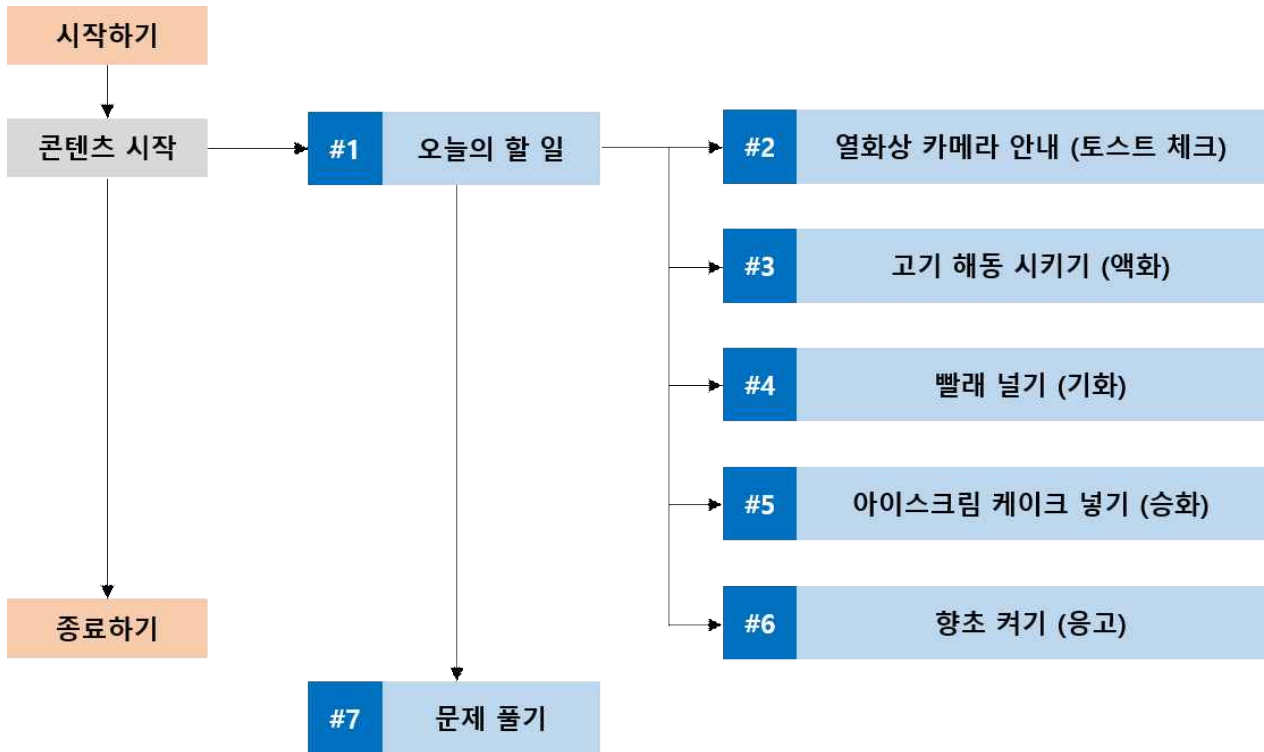 시작하기
콘텐츠 시작
#1 오늘의 할 일
#2 열화상 카메라 안내 (토스트 체크)
#3 고기 해동 시키기 (액화)
#4 빨래 널기 (기화)
#5 아이스크림 케이크 넣기 (승화)
#6 향초 켜기 (응고)
종료하기
#7 문제 풀기